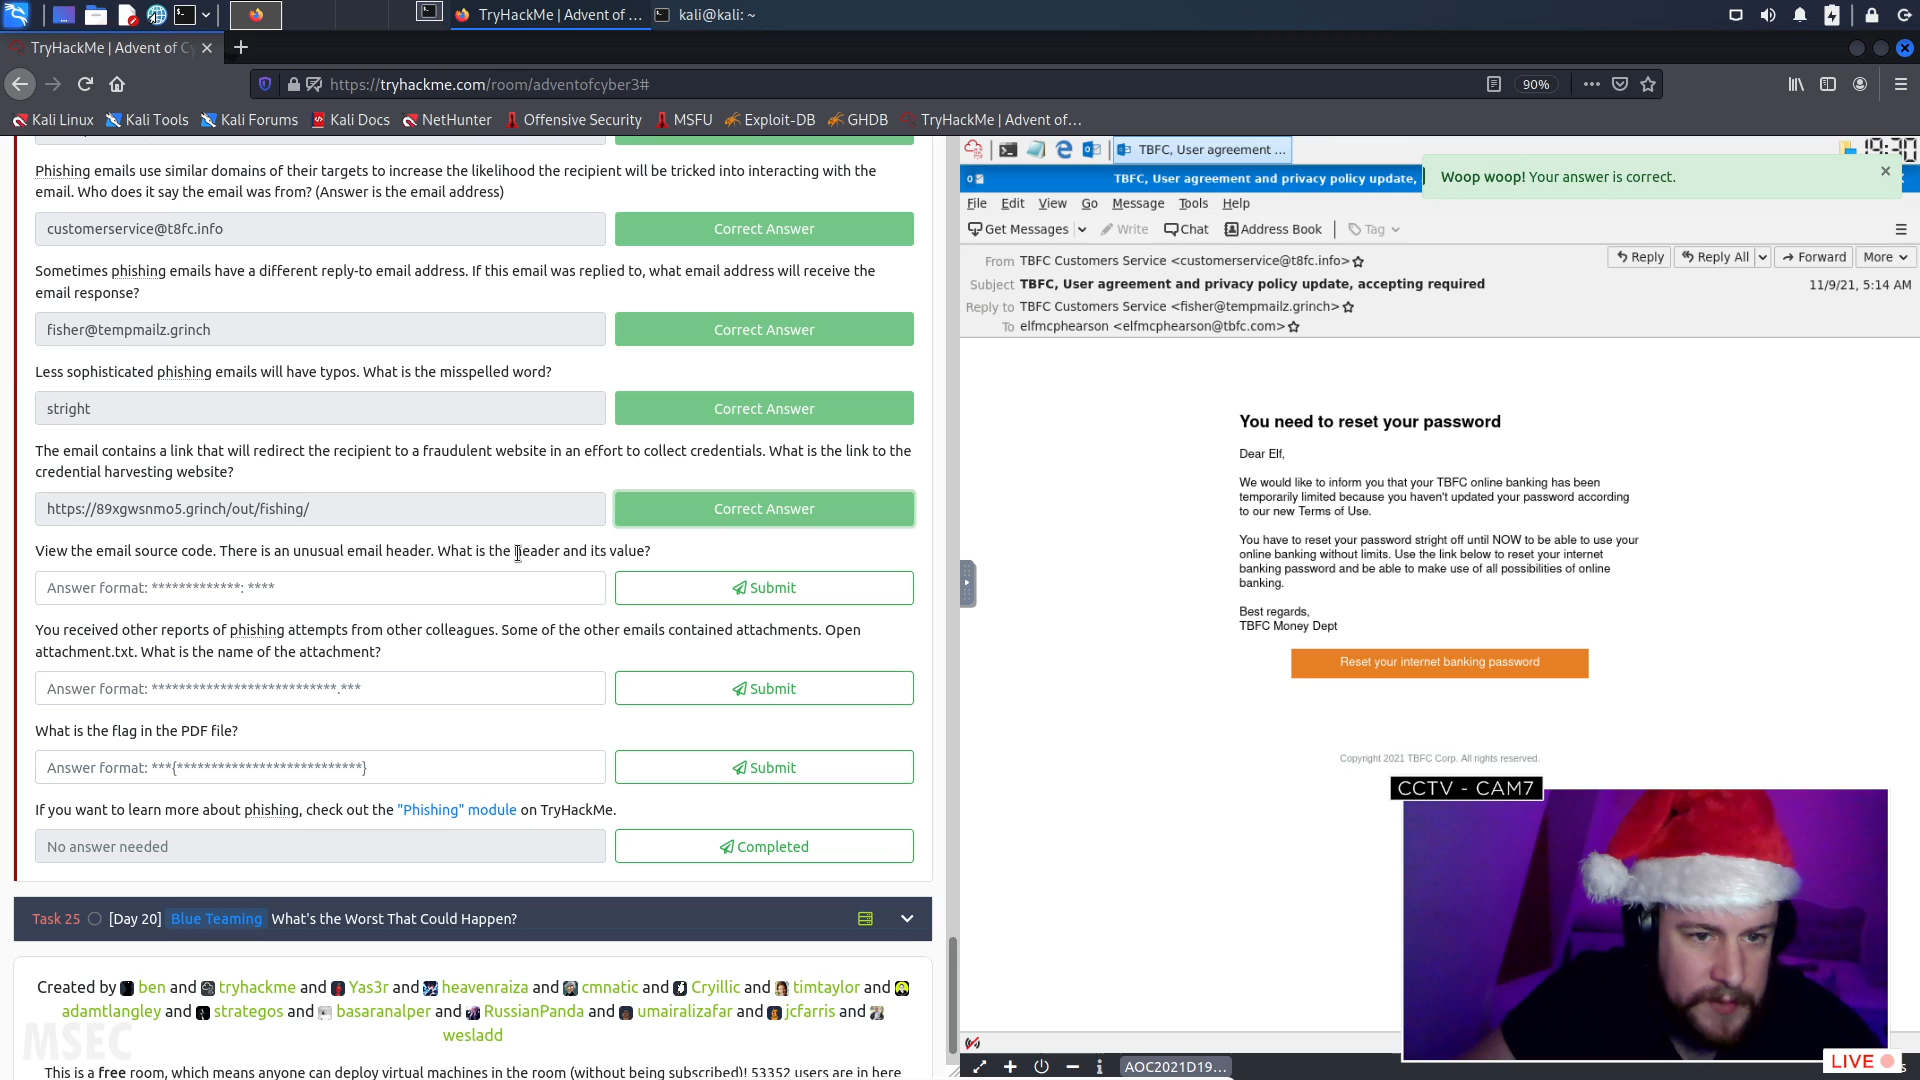 TryHackMe | Advent of ...
kali@kali: ~
TryHackMe | Advent of Cy
https://tryhackme.com/room/adventofcyber3#
90%
Kali Linux
Kali Tools
Kali Forums
Kali Docs
NetHunter
Offensive Security
MSFU
Exploit-DB
GHDB
TryHackMe | Advent of...
Phishing emails use similar domains of their targets to increase the likelihood the recipient will be tricked into interacting with the
email. Who does it say the email was from? (Answer is the email address)
customerservice@t8fc.info
Correct Answer
Sometimes phishing emails have a different reply-to email address. If this email was replied to, what email address will receive the
email response?
fisher@tempmailz.grinch
Correct Answer
Less sophisticated phishing emails will have typos. What is the misspelled word?
stright
Correct Answer
The email contains a link that will redirect the recipient to a fraudulent website in an effort to collect credentials. What is the link to the
credential harvesting website?
https://89xgwsnmo5.grinch/out/fishing/
Correct Answer
View the email source code. There is an unusual email header. What is the header and its value?
Answer format: *************: ****
Submit
You received other reports of phishing attempts from other colleagues. Some of the other emails contained attachments. Open
attachment.txt. What is the name of the attachment?
Answer format: ***************************.***
Submit
What is the flag in the PDF file?
Answer format: ***{***************************}
Submit
If you want to learn more about phishing, check out the "Phishing" module on TryHackMe.
No answer needed
Completed
Task 25 [Day 20] Blue Teaming What's the Worst That Could Happen?
Created by ben and tryhackme and Yas3r and heavenraiza and cmnatic and Cryillic and timtaylor and
adamtlangley and strategos and basaranalper and RussianPanda and umairalizafar and jcfarris and
wesladd
MSEC
This is a free room, which means anyone can deploy virtual machines in the room (without being subscribed)! 53352 users are in here
TBFC, User agreement ...
19:30
TBFC, User agreement and privacy policy update,
Woop woop! Your answer is correct.
File Edit View Go Message Tools Help
Get Messages
Write
Chat
Address Book
Tag
From TBFC Customers Service <customerservice@t8fc.info>
Reply
Reply All
Forward
More
Subject TBFC, User agreement and privacy policy update, accepting required
11/9/21, 5:14 AM
Reply to TBFC Customers Service <fisher@tempmailz.grinch>
To elfmcphearson <elfmcphearson@tbfc.com>
You need to reset your password
Dear Elf,
We would like to inform you that your TBFC online banking has been
temporarily limited because you haven't updated your password according
to our new Terms of Use.
You have to reset your password stright off until NOW to be able to use your
online banking without limits. Use the link below to reset your internet
banking password and be able to make use of all possibilities of online
banking.
Best regards,
TBFC Money Dept
Reset your internet banking password
Copyright 2021 TBFC Corp. All rights reserved.
CCTV - CAM7
LIVE
AOC2021D19...